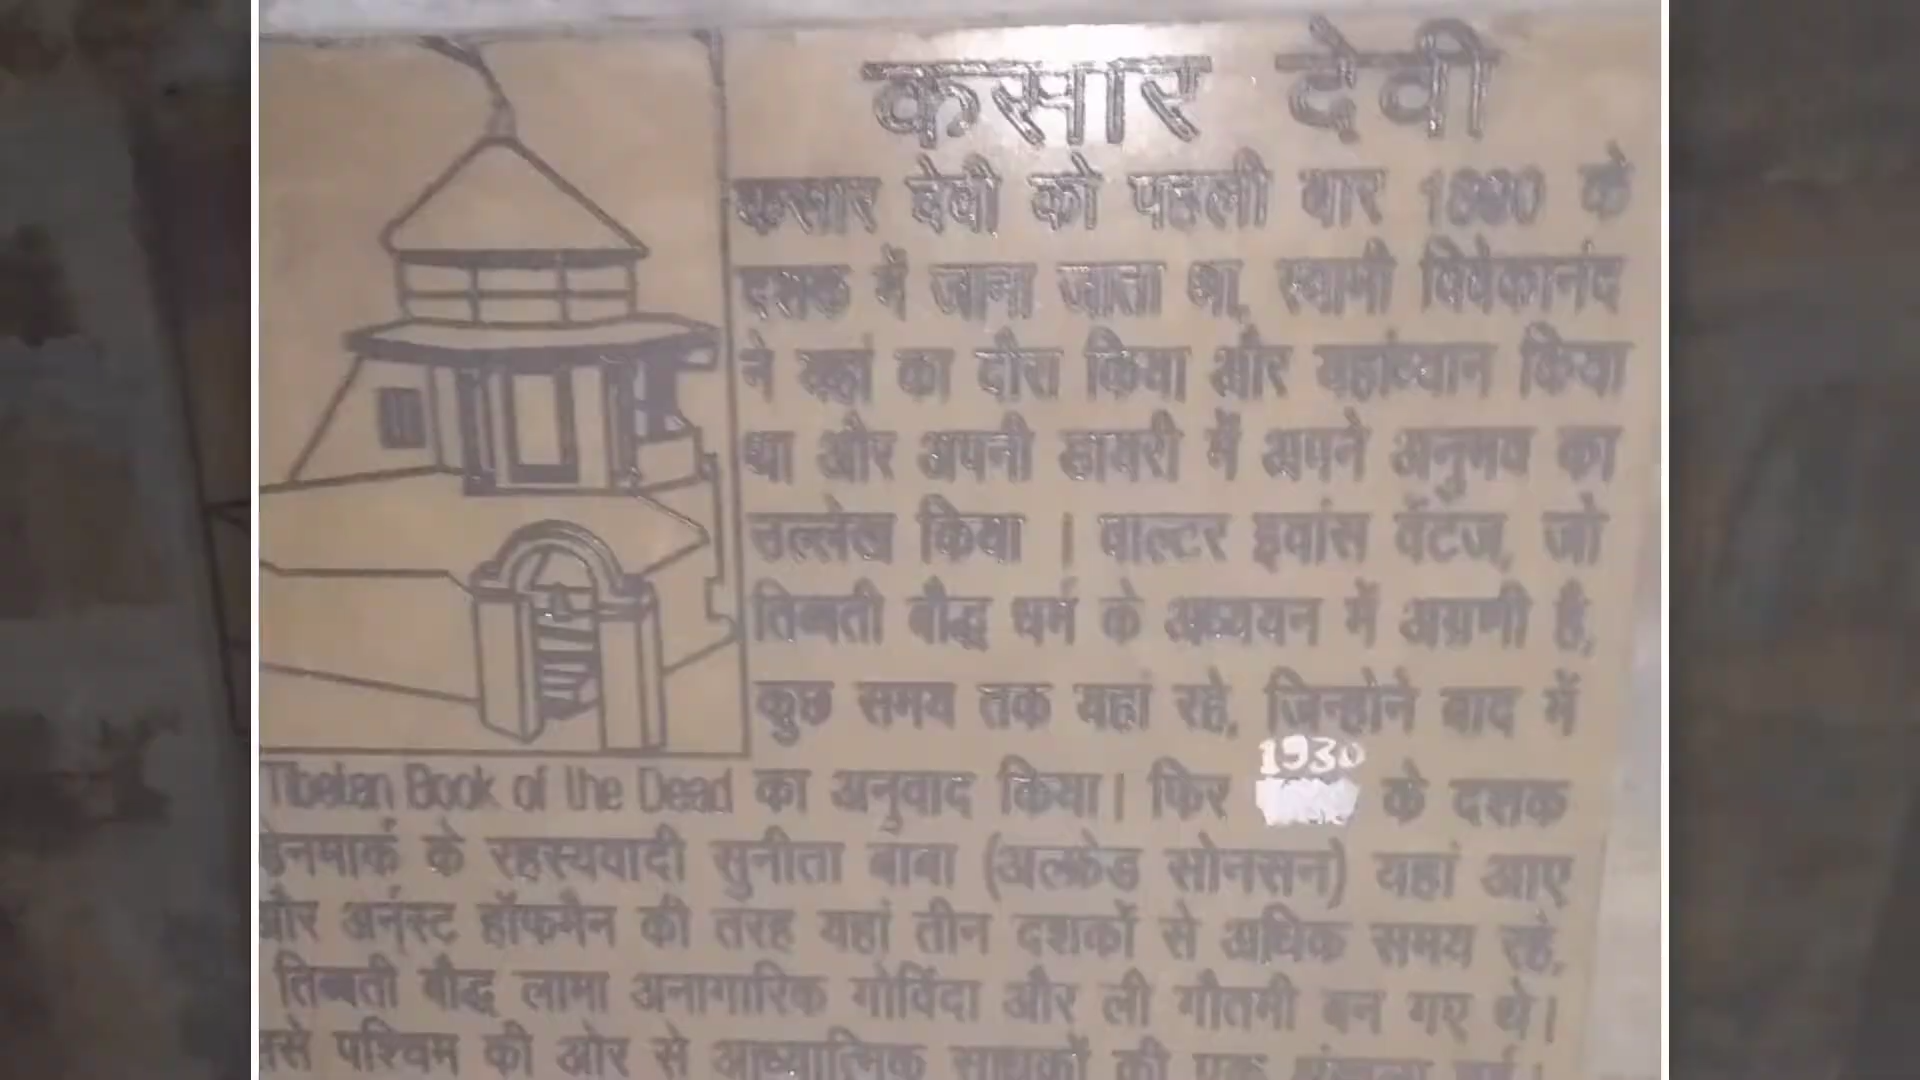 कसार देवी
कसार देवी को पहली बार 1890 के
दशक में जाना जाता था, स्वामी विवेकानंद
ने यहां का दौरा किया और यहांध्यान किया
था और अपनी डायरी में अपने अनुभव का
उल्लेख किया । वाल्टर इवांस वेंटज, जो
तिब्बती बौद्ध धर्म के अध्ययन में अग्रणी है,
कुछ समय तक यहां रहे, जिन्होने बाद में
Tibetan Book of the Dead का अनुवाद किया। फिर 1930 के दशक
डेनमार्क के रहस्यवादी सुनीता बाबा (अल्फ्रेड सोनसन) यहां आए
और अर्नस्ट हॉफमैन की तरह यहां तीन दशकों से अधिक समय रहे,
तिब्बती बौद्ध लामा अनागारिक गोविंदा और ली गौतमी बन गए थे।
पश्चिम की ओर से आध्यात्मिक साधकों की एक